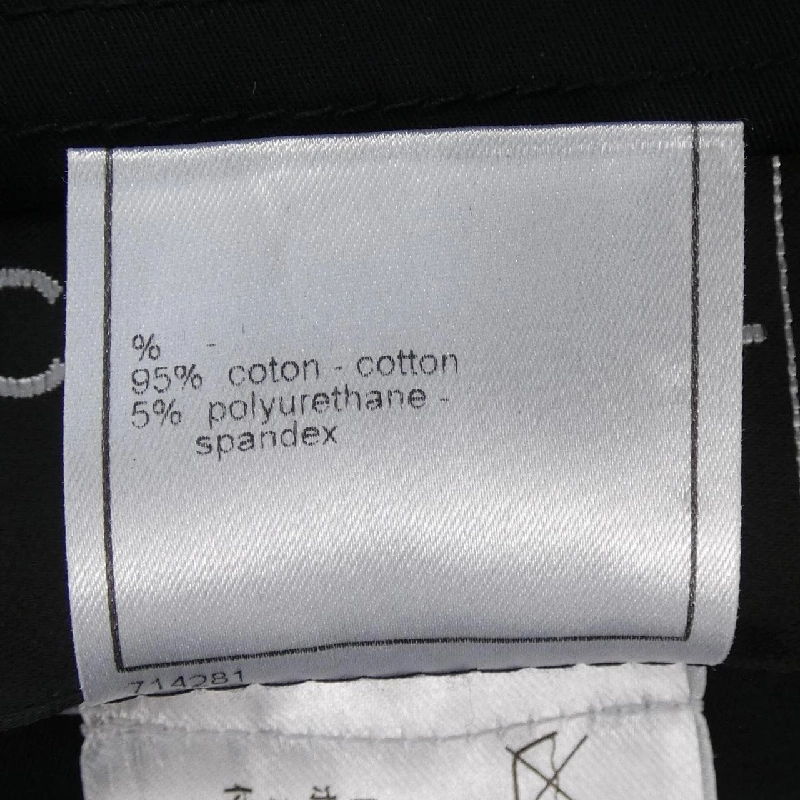 % -
95% coton - cotton
5% polyurethane -
spandex
714281